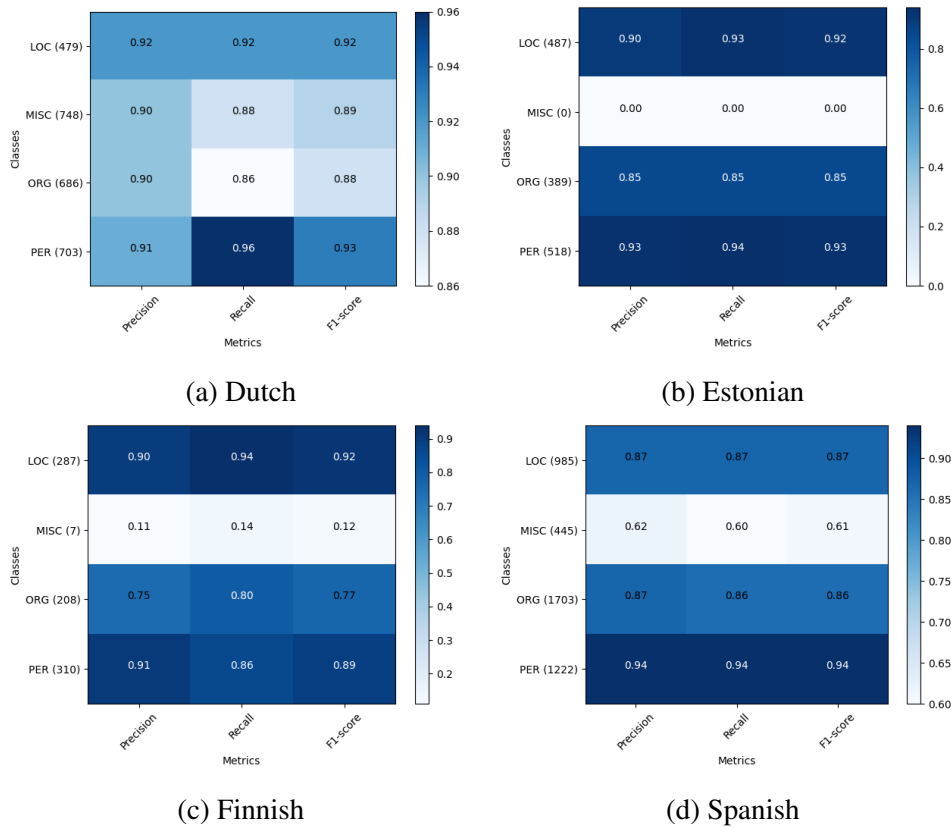 LOC (479) 0.92 0.92 0.92 0.96
0.94
MISC (748) 0.90 0.88 0.89
0.92
Classes
ORG (686) 0.90 0.86 0.88
0.90
0.88
PER (703) 0.91 0.96 0.93
0.86
Precision Recall F1-score
Metrics
(a) Dutch
LOC (487) 0.90 0.93 0.92
0.8
MISC (0) 0.00 0.00 0.00
0.6
Classes
0.4
ORG (389) 0.85 0.85 0.85
0.2
PER (518) 0.93 0.94 0.93
0.0
Precision Recall F1-score
Metrics
(b) Estonian
LOC (287) 0.90 0.94 0.92
0.9
0.8
0.7
MISC (7) 0.11 0.14 0.12
0.6
Classes
0.5
0.4
ORG (208) 0.75 0.80 0.77
0.3
0.2
PER (310) 0.91 0.86 0.89
Precision Recall F1-score
Metrics
(c) Finnish
LOC (985) 0.87 0.87 0.87
0.90
0.85
MISC (445) 0.62 0.60 0.61
0.80
Classes
0.75
ORG (1703) 0.87 0.86 0.86
0.70
0.65
PER (1222) 0.94 0.94 0.94
0.60
Precision Recall F1-score
Metrics
(d) Spanish